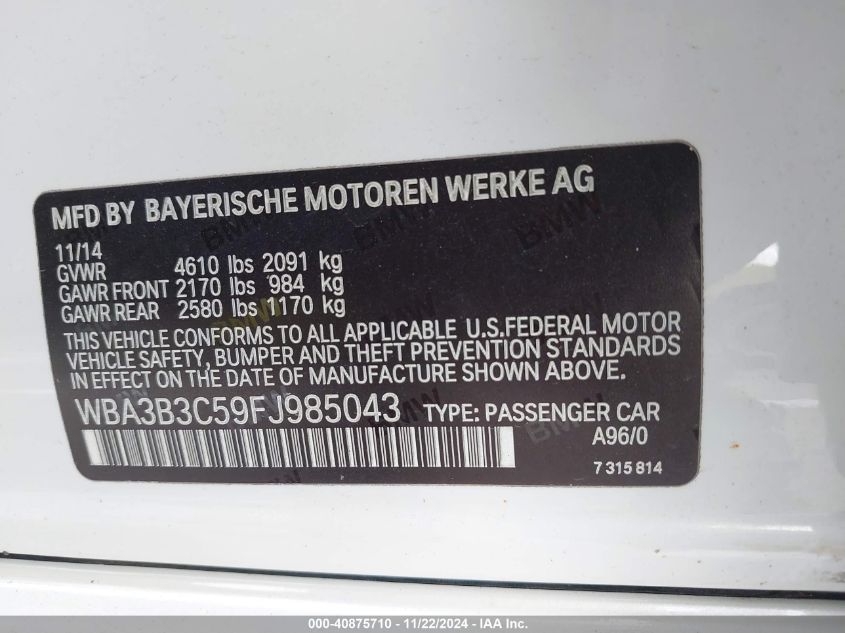 MFD BY BAYERISCHE MOTOREN WERKE AG
11/14
GVWR 4610 lbs 2091 kg
GAWR FRONT 2170 lbs 984 kg
GAWR REAR 2580 lbs 1170 kg
THIS VEHICLE CONFORMS TO ALL APPLICABLE U.S.FEDERAL MOTOR
VEHICLE SAFETY, BUMPER AND THEFT PREVENTION STANDARDS
IN EFFECT ON THE DATE OF MANUFACTURE SHOWN ABOVE.
WBA3B3C59FJ985043 TYPE: PASSENGER CAR
A96/0
7 315 814
000-40875710 - 11/22/2024 - IAA Inc.